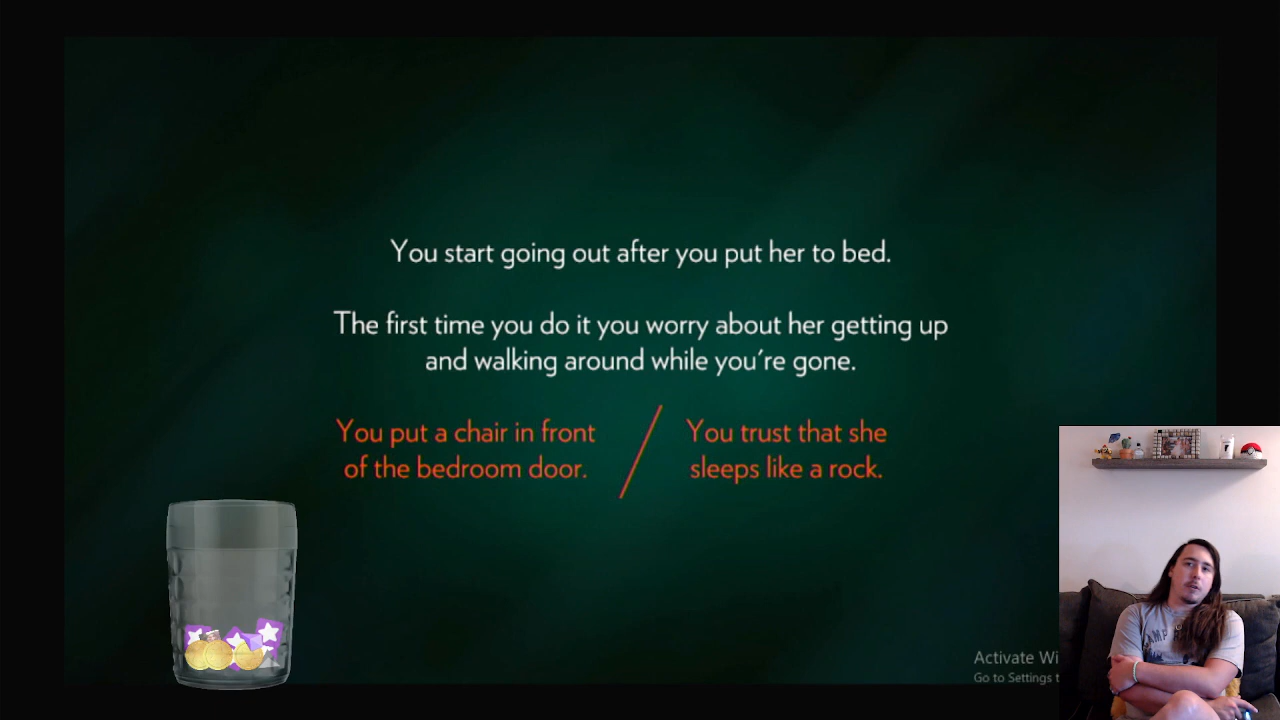 You start going out after you put her to bed.
The first time you do it you worry about her getting up
and walking around while you're gone.
You put a chair in front
of the bedroom door.
You trust that she
sleeps like a rock.
Activate Wi
Go to Settings t
CAMP